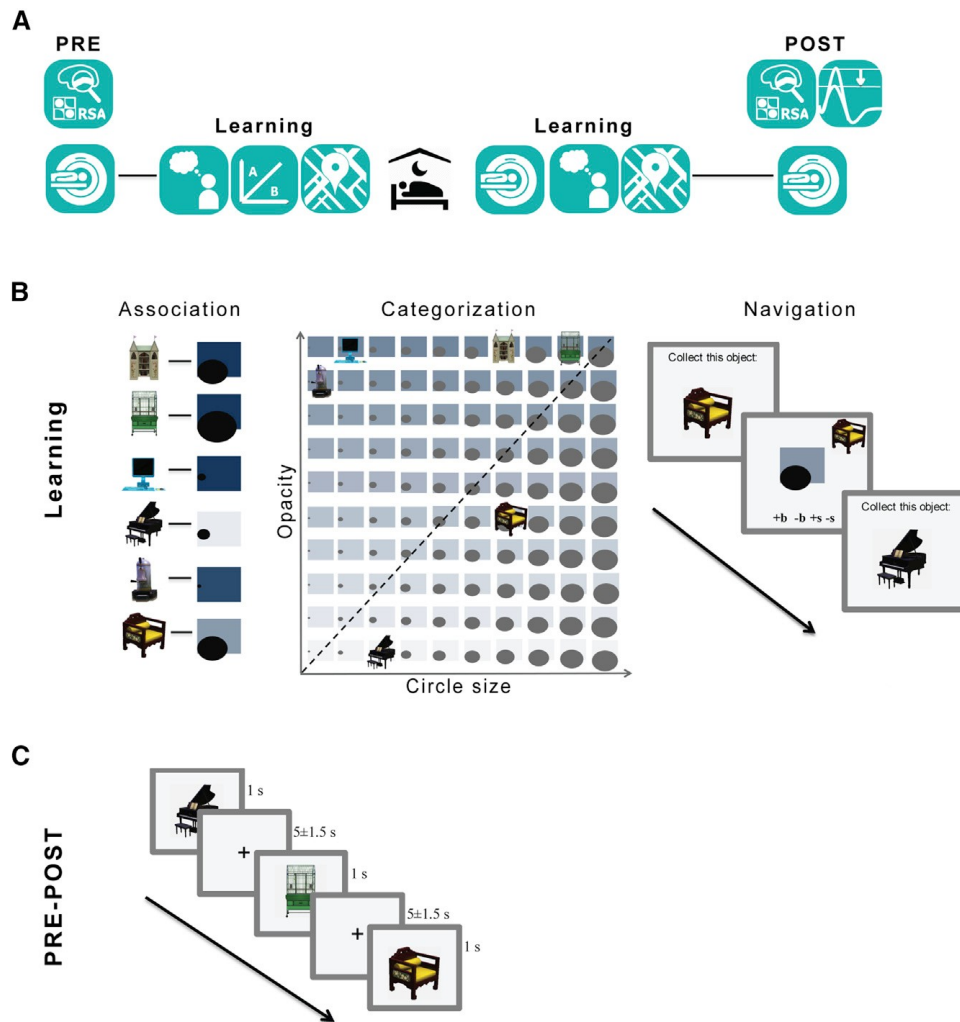 A
PRE
POST
RSA
RSA
Learning
Learning
A
B
B
Association
Categorization
Navigation
Learning
Opacity
Circle size
Collect this object:
+b -b +s -s
Collect this object:
C
PRE-POST
1 s
5±1.5 s
1 s
5±1.5 s
1 s